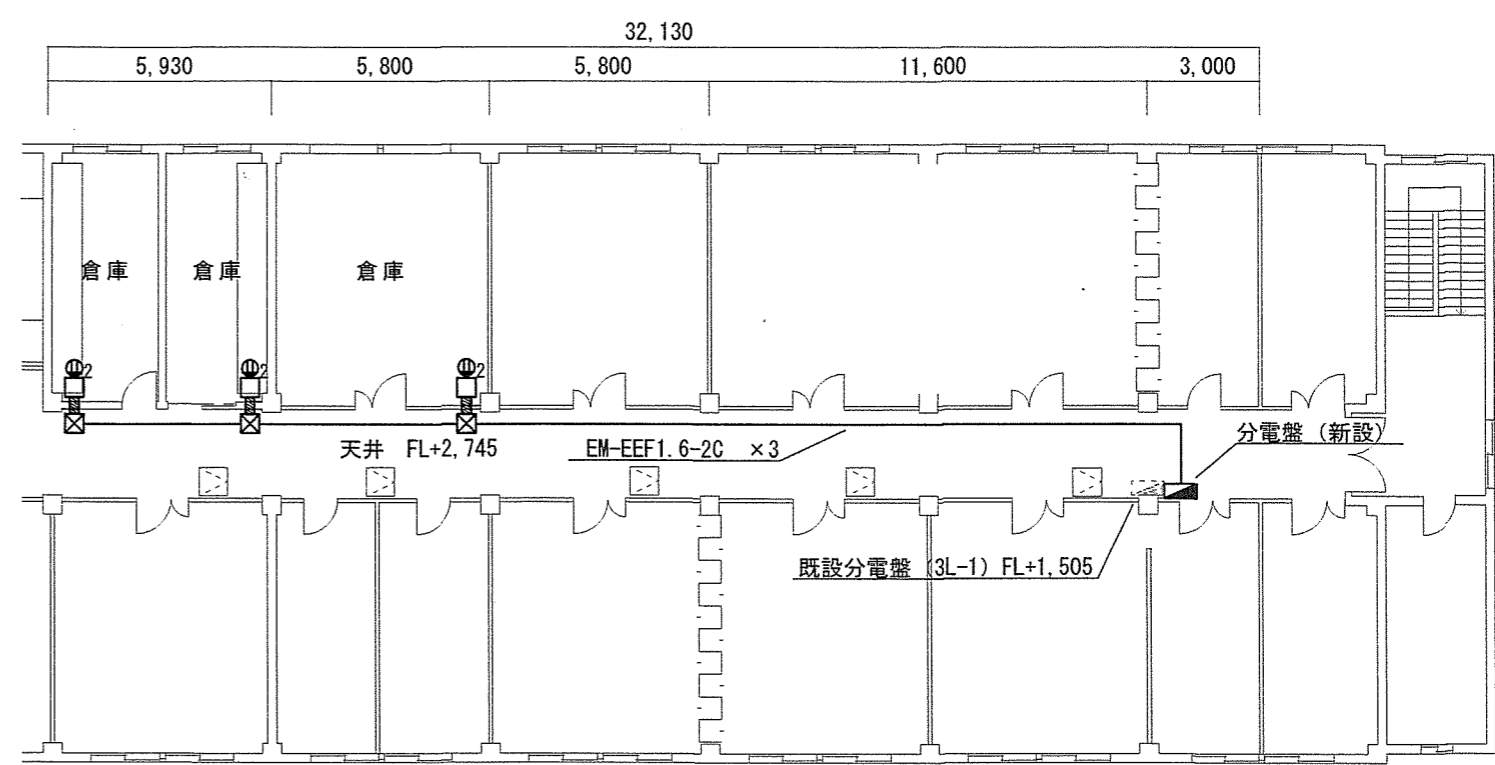 32,130
5,930
5,800
5,800
11,600
3,000
倉庫
倉庫
倉庫
2
2
2
天井 FL+2,745
EM-EEF1.6-2C ×3
分電盤（新設）
既設分電盤（3L-1）FL+1,505